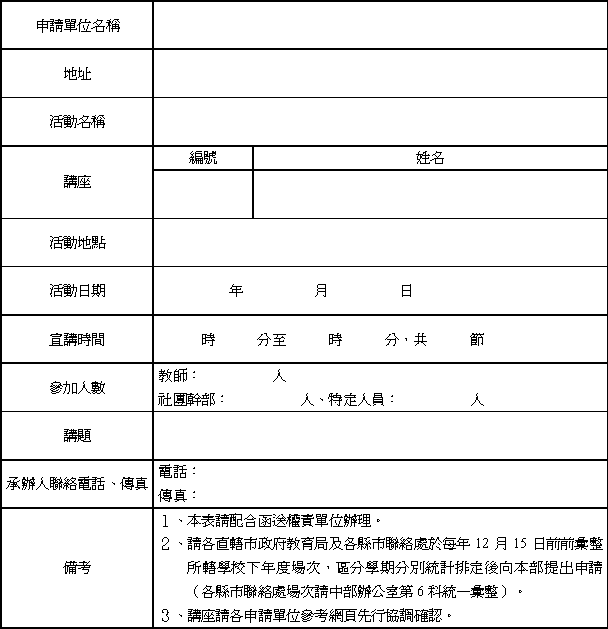 申請單位名稱
地址
活動名稱
講座
編號 姓名
活動地點
活動日期 年 月 日
宣講時間 時 分至 時 分，共 節
參加人數
教師： 人
社團幹部： 人、特定人員： 人
講題
承辦人聯絡電話、傳真
電話：
傳真：
備考
１、本表請配合函送權責單位辦理。
２、請各直轄市政府教育局及各縣市聯絡處於每年 12 月 15 日前前彙整
所轄學校下年度場次，區分學期分別統計排定後向本部提出申請
（各縣市聯絡處場次請中部辦公室第 6 科統一彙整）。
３、講座請各申請單位參考網頁先行協調確認。